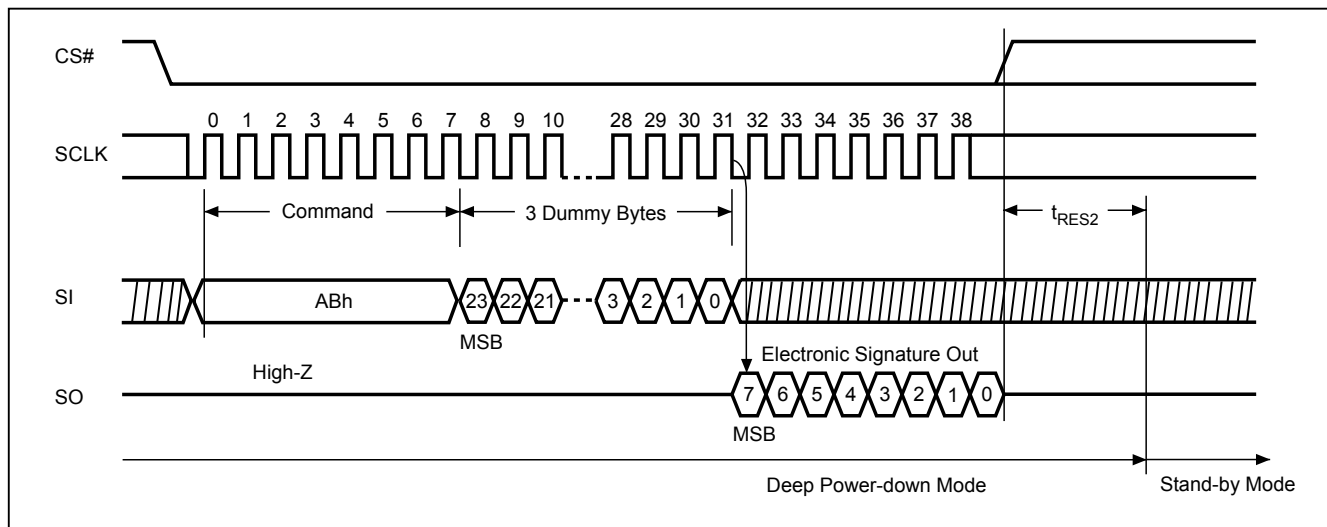 CS#
0 1 2 3 4 5 6 7 8 9 10 28 29 30 31 32 33 34 35 36 37 38
SCLK
Command 3 Dummy Bytes tRES2
SI ABh 23 22 21 3 2 1 0
MSB
High-Z Electronic Signature Out
SO 7 6 5 4 3 2 1 0
MSB
Deep Power-down Mode Stand-by Mode